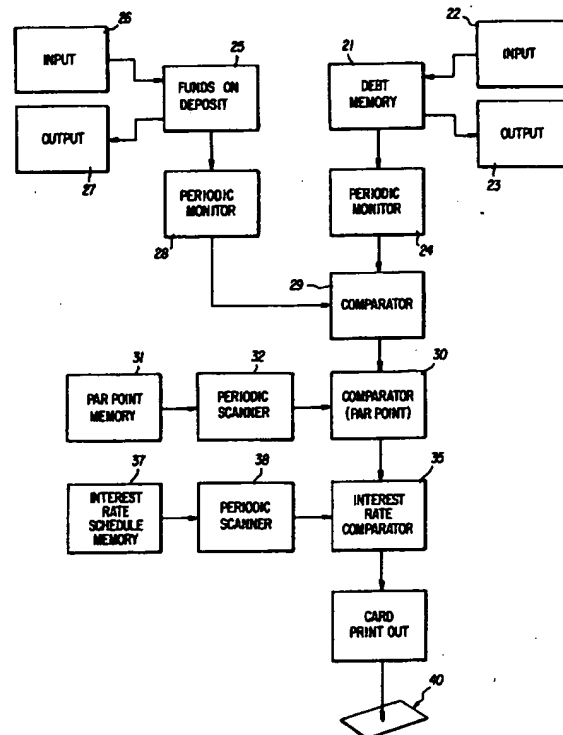 26
INPUT
25
FUNDS ON
DEPOSIT
OUTPUT
27
22
INPUT
21
DEBT
MEMORY
OUTPUT
23
PERIODIC
MONITOR
28
PERIODIC
MONITOR
24
29
COMPARATOR
31
PAR POINT
MEMORY
32
PERIODIC
SCANNER
30
COMPARATOR
(PAR POINT)
37
INTEREST
RATE
SCHEDULE
MEMORY
38
PERIODIC
SCANNER
35
INTEREST
RATE
COMPARATOR
CARD
PRINT OUT
40